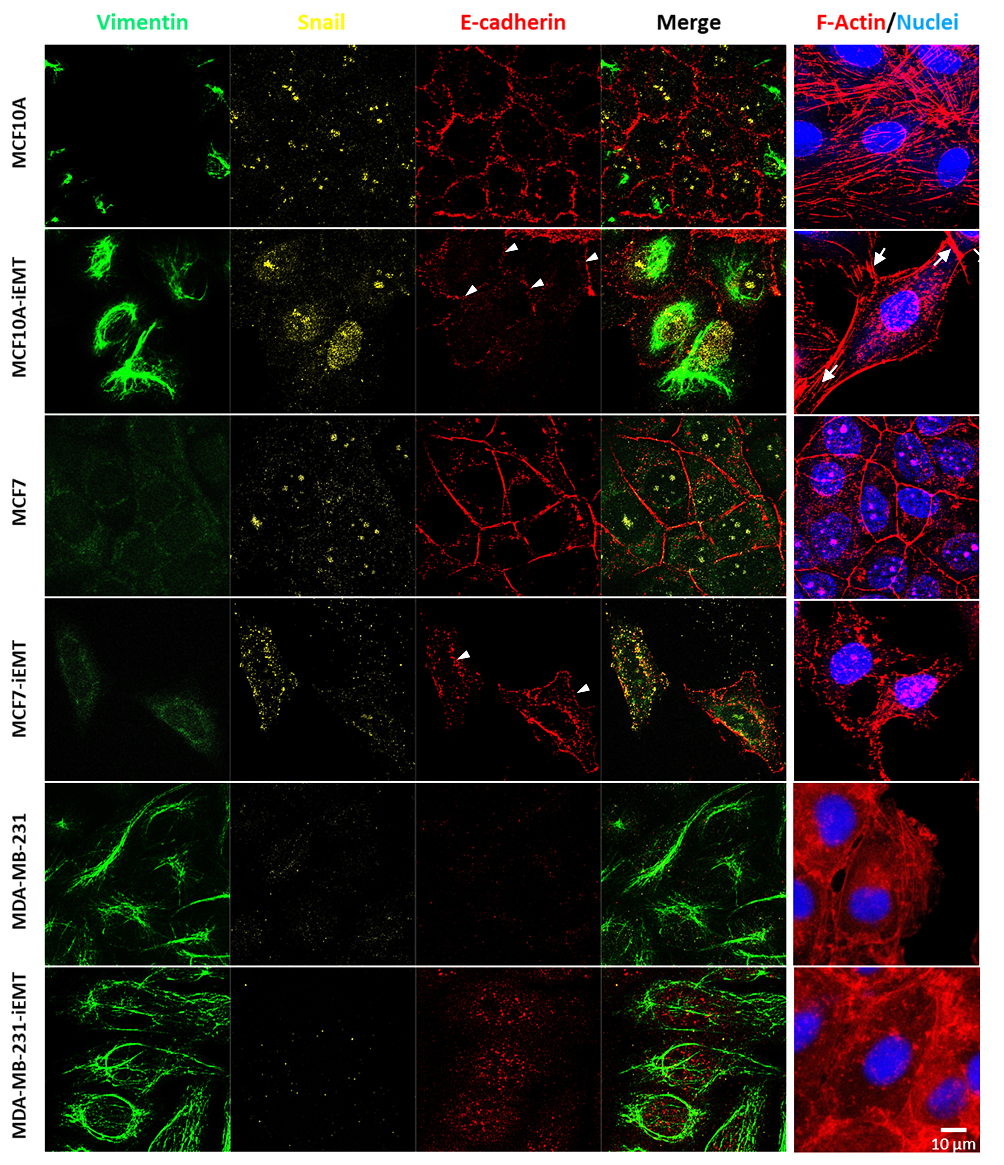 Vimentin Snail E-cadherin Merge F-Actin/Nuclei
MCF10A
MCF10A-iEMT
MCF7
MCF7-iEMT
MDA-MB-231
MDA-MB-231-iEMT
10 µm